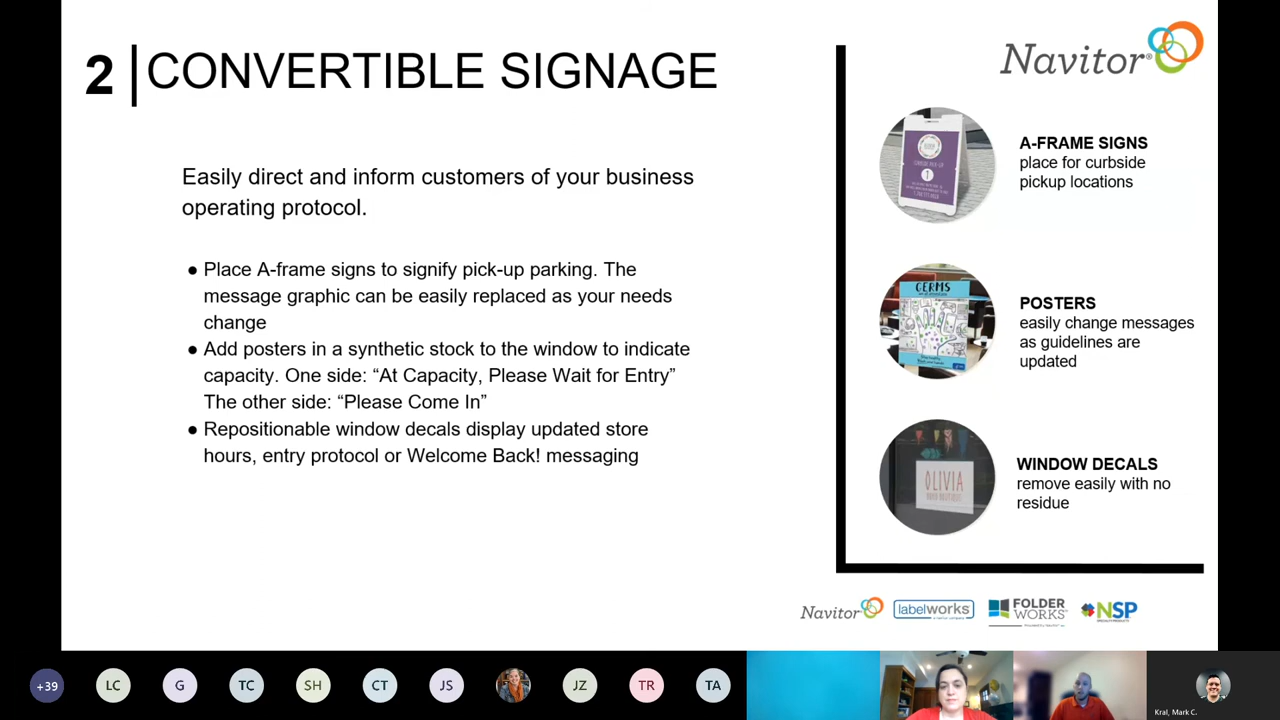 2 | CONVERTIBLE SIGNAGE
Navitor®
Easily direct and inform customers of your business
operating protocol.
● Place A-frame signs to signify pick-up parking. The
message graphic can be easily replaced as your needs
change
● Add posters in a synthetic stock to the window to indicate
capacity. One side: “At Capacity, Please Wait for Entry”
The other side: “Please Come In”
● Repositionable window decals display updated store
hours, entry protocol or Welcome Back! messaging
A-FRAME SIGNS
place for curbside
pickup locations
GERMS
POSTERS
easily change messages
as guidelines are
updated
OLIVIA
WINDOW DECALS
remove easily with no
residue
Navitor
labelworks
FOLDER
WORKS
NSP
+39
LC
G
TC
SH
CT
JS
JZ
TR
TA
Kral, Mark C.